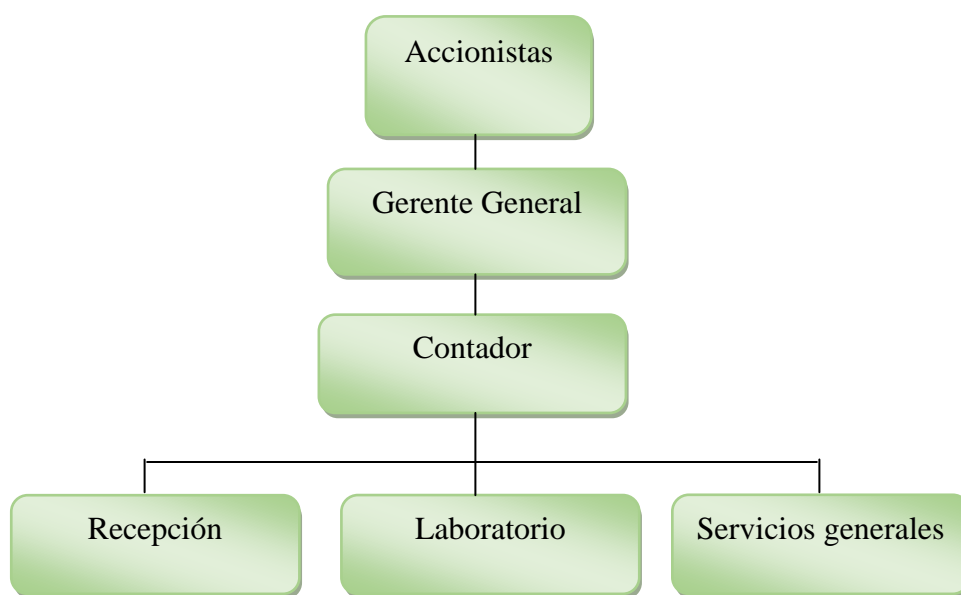 Accionistas
Gerente General
Contador
Recepción
Laboratorio
Servicios generales